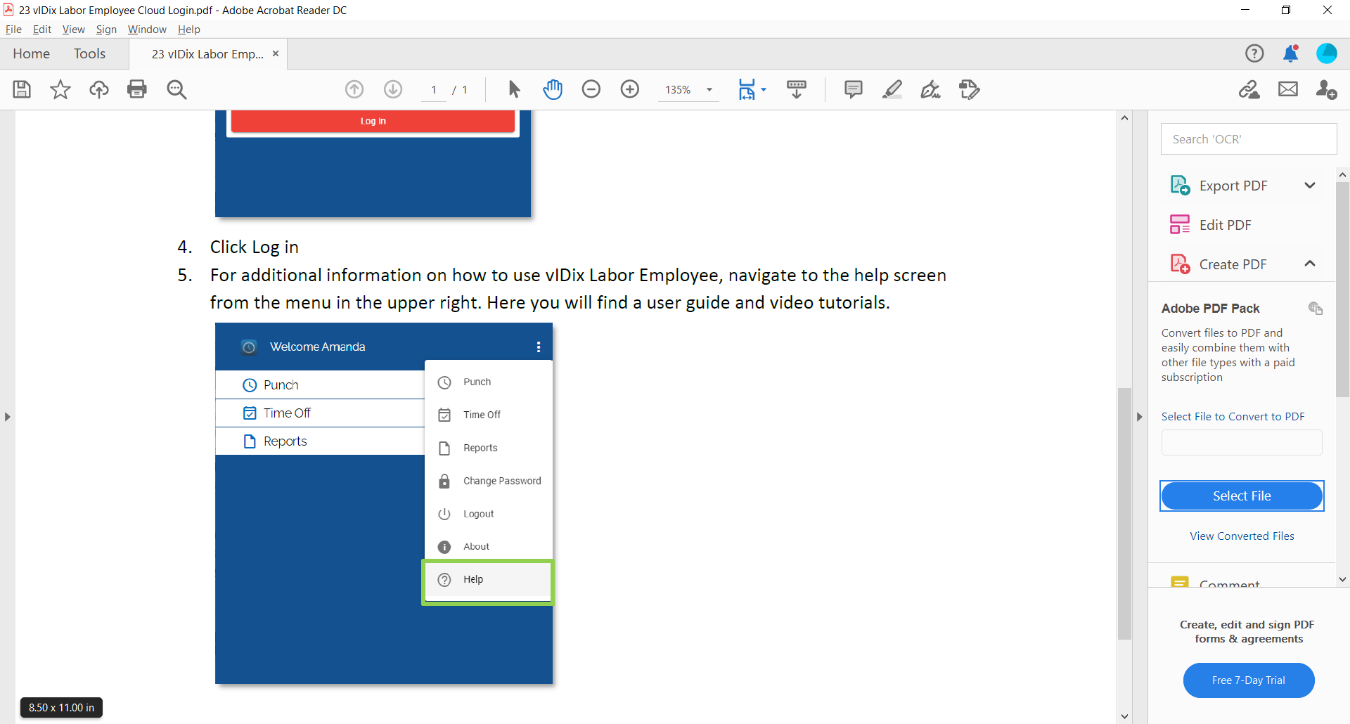 23 vIDix Labor Employee Cloud Login.pdf - Adobe Acrobat Reader DC
File Edit View Sign Window Help
Home Tools 23 vIDix Labor Emp... ×
1 / 1 135%
Log In
4. Click Log in
5. For additional information on how to use vIDix Labor Employee, navigate to the help screen
from the menu in the upper right. Here you will find a user guide and video tutorials.
Welcome Amanda
Punch
Time Off
Reports
Punch
Time Off
Reports
Change Password
Logout
About
Help
8.50 x 11.00 in
Search 'OCR'
Export PDF
Edit PDF
Create PDF
Adobe PDF Pack
Convert files to PDF and
easily combine them with
other file types with a paid
subscription
Select File to Convert to PDF
Select File
View Converted Files
Comment
Create, edit and sign PDF
forms & agreements
Free 7-Day Trial